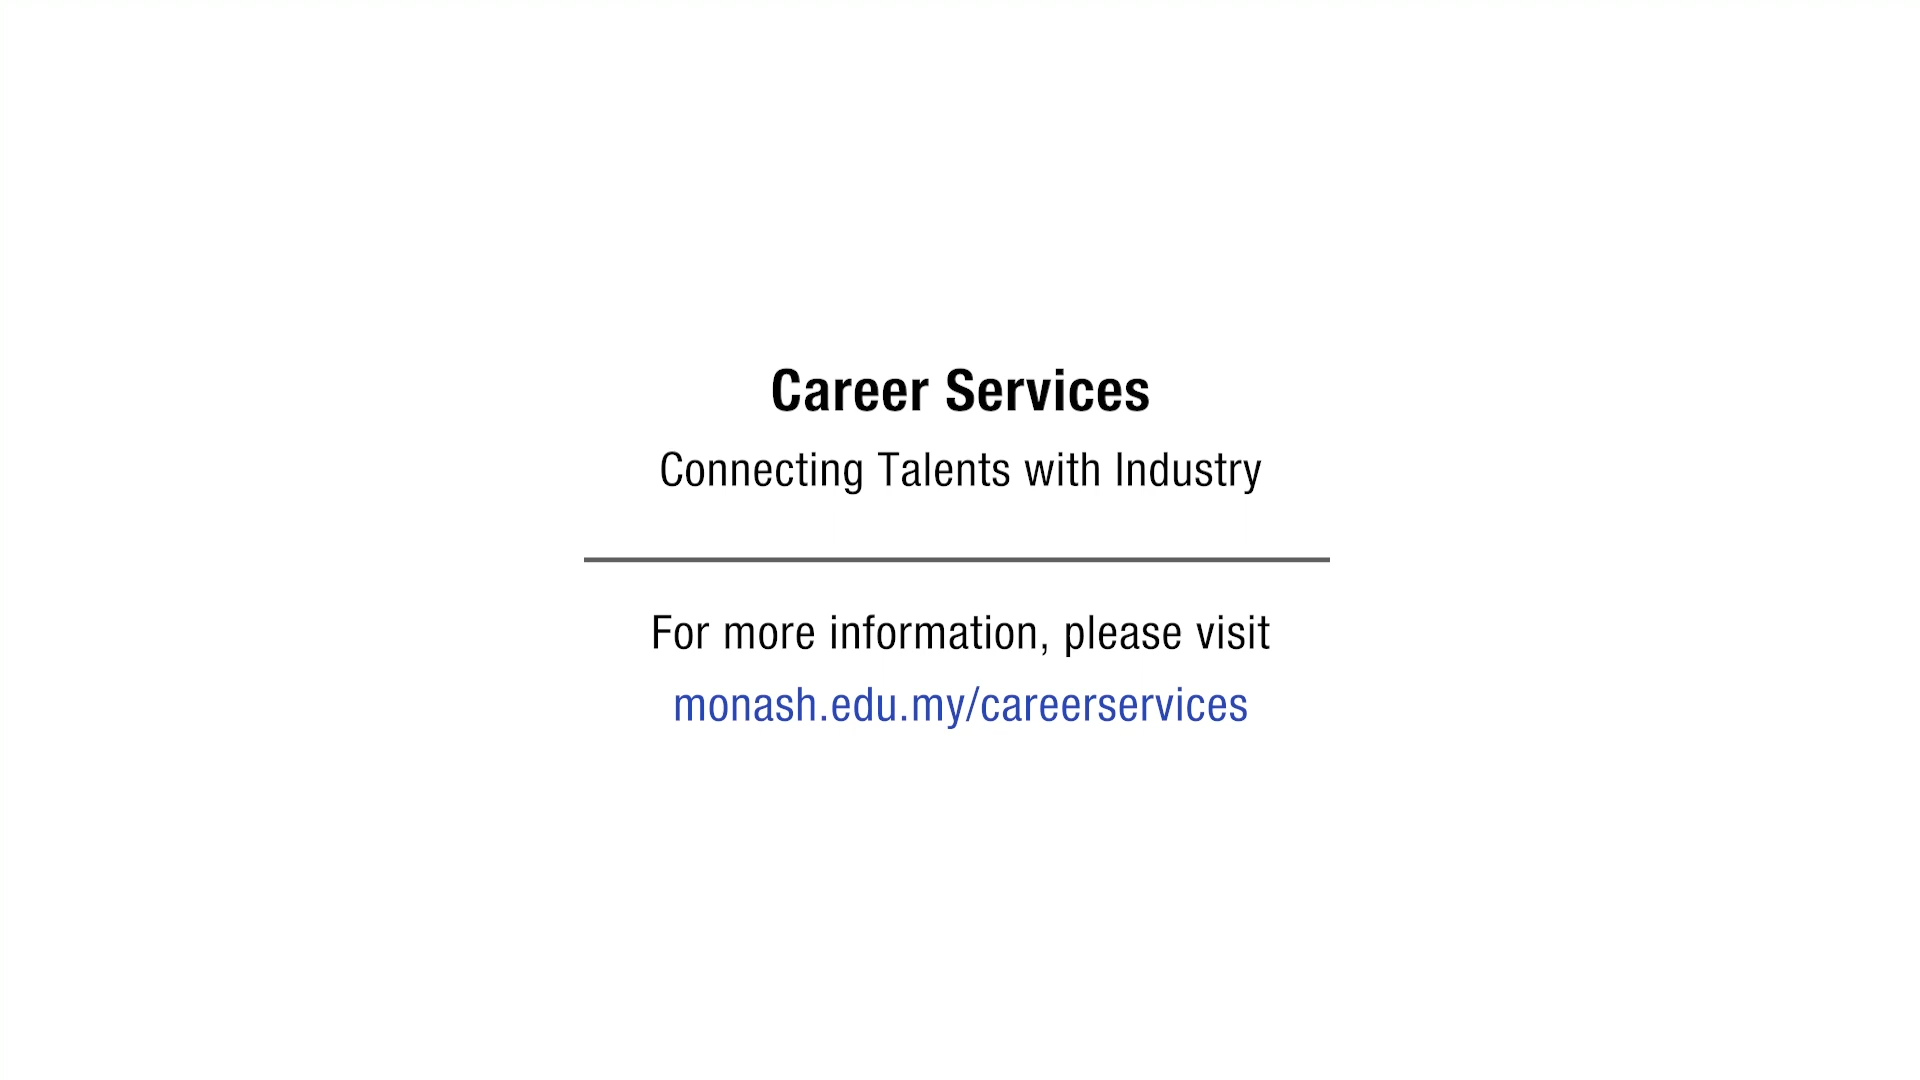 Career Services
Connecting Talents with Industry
For more information, please visit
monash.edu.my/careerservices